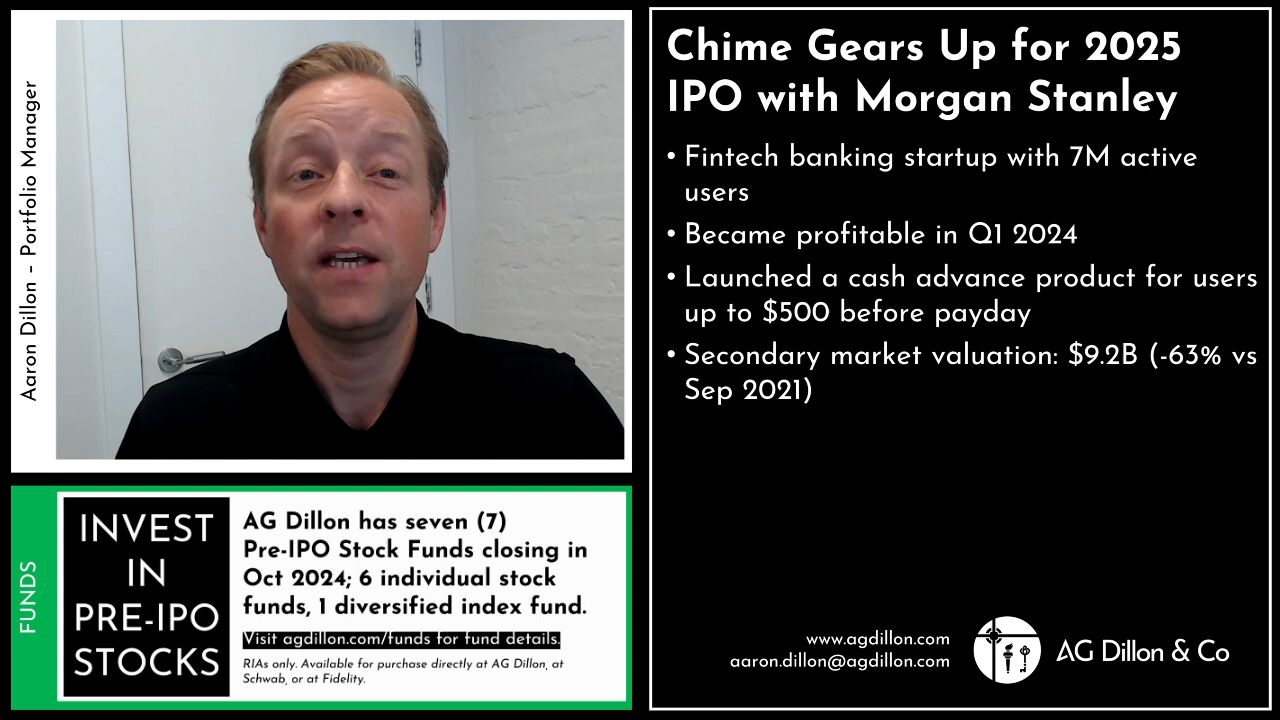 Aaron Dillon - Portfolio Manager
Chime Gears Up for 2025
IPO with Morgan Stanley
• Fintech banking startup with 7M active
users
• Became profitable in Q1 2024
• Launched a cash advance product for users
up to $500 before payday
• Secondary market valuation: $9.2B (-63% vs
Sep 2021)
FUNDS
INVEST
IN
PRE-IPO
STOCKS
AG Dillon has seven (7)
Pre-IPO Stock Funds closing in
Oct 2024; 6 individual stock
funds, 1 diversified index fund.
Visit agdillon.com/funds for fund details.
RIAs only. Available for purchase directly at AG Dillon, at
Schwab, or at Fidelity.
www.agdillon.com
aaron.dillon@agdillon.com
AG Dillon & Co